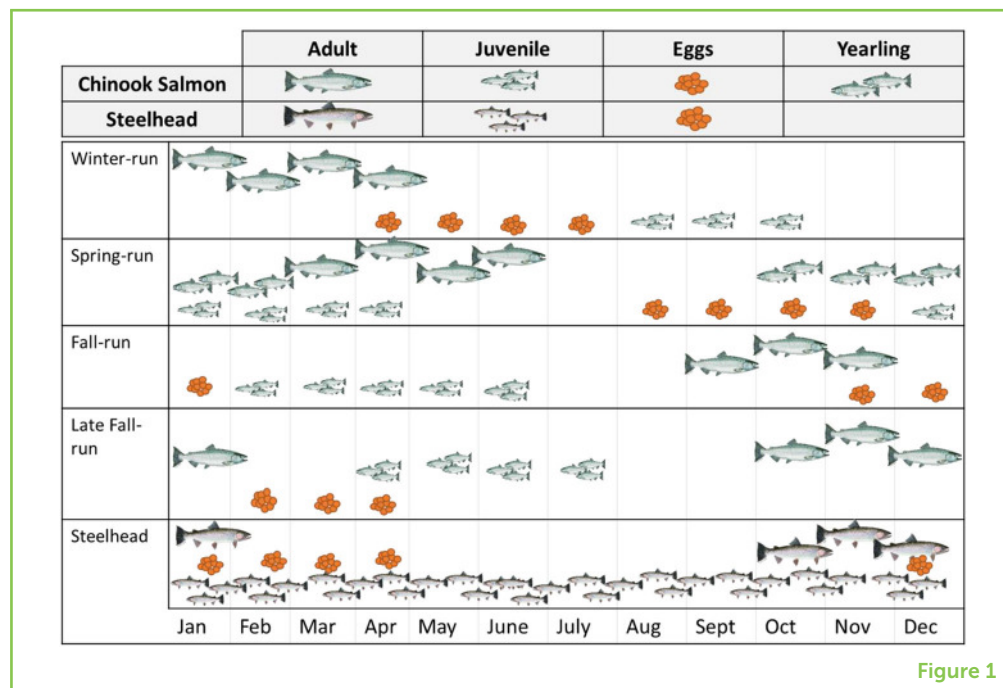 Adult Juvenile Eggs Yearling
Chinook Salmon
Steelhead
Winter-run
Spring-run
Fall-run
Late Fall-
run
Steelhead
Jan Feb Mar Apr May June July Aug Sept Oct Nov Dec
Figure 1